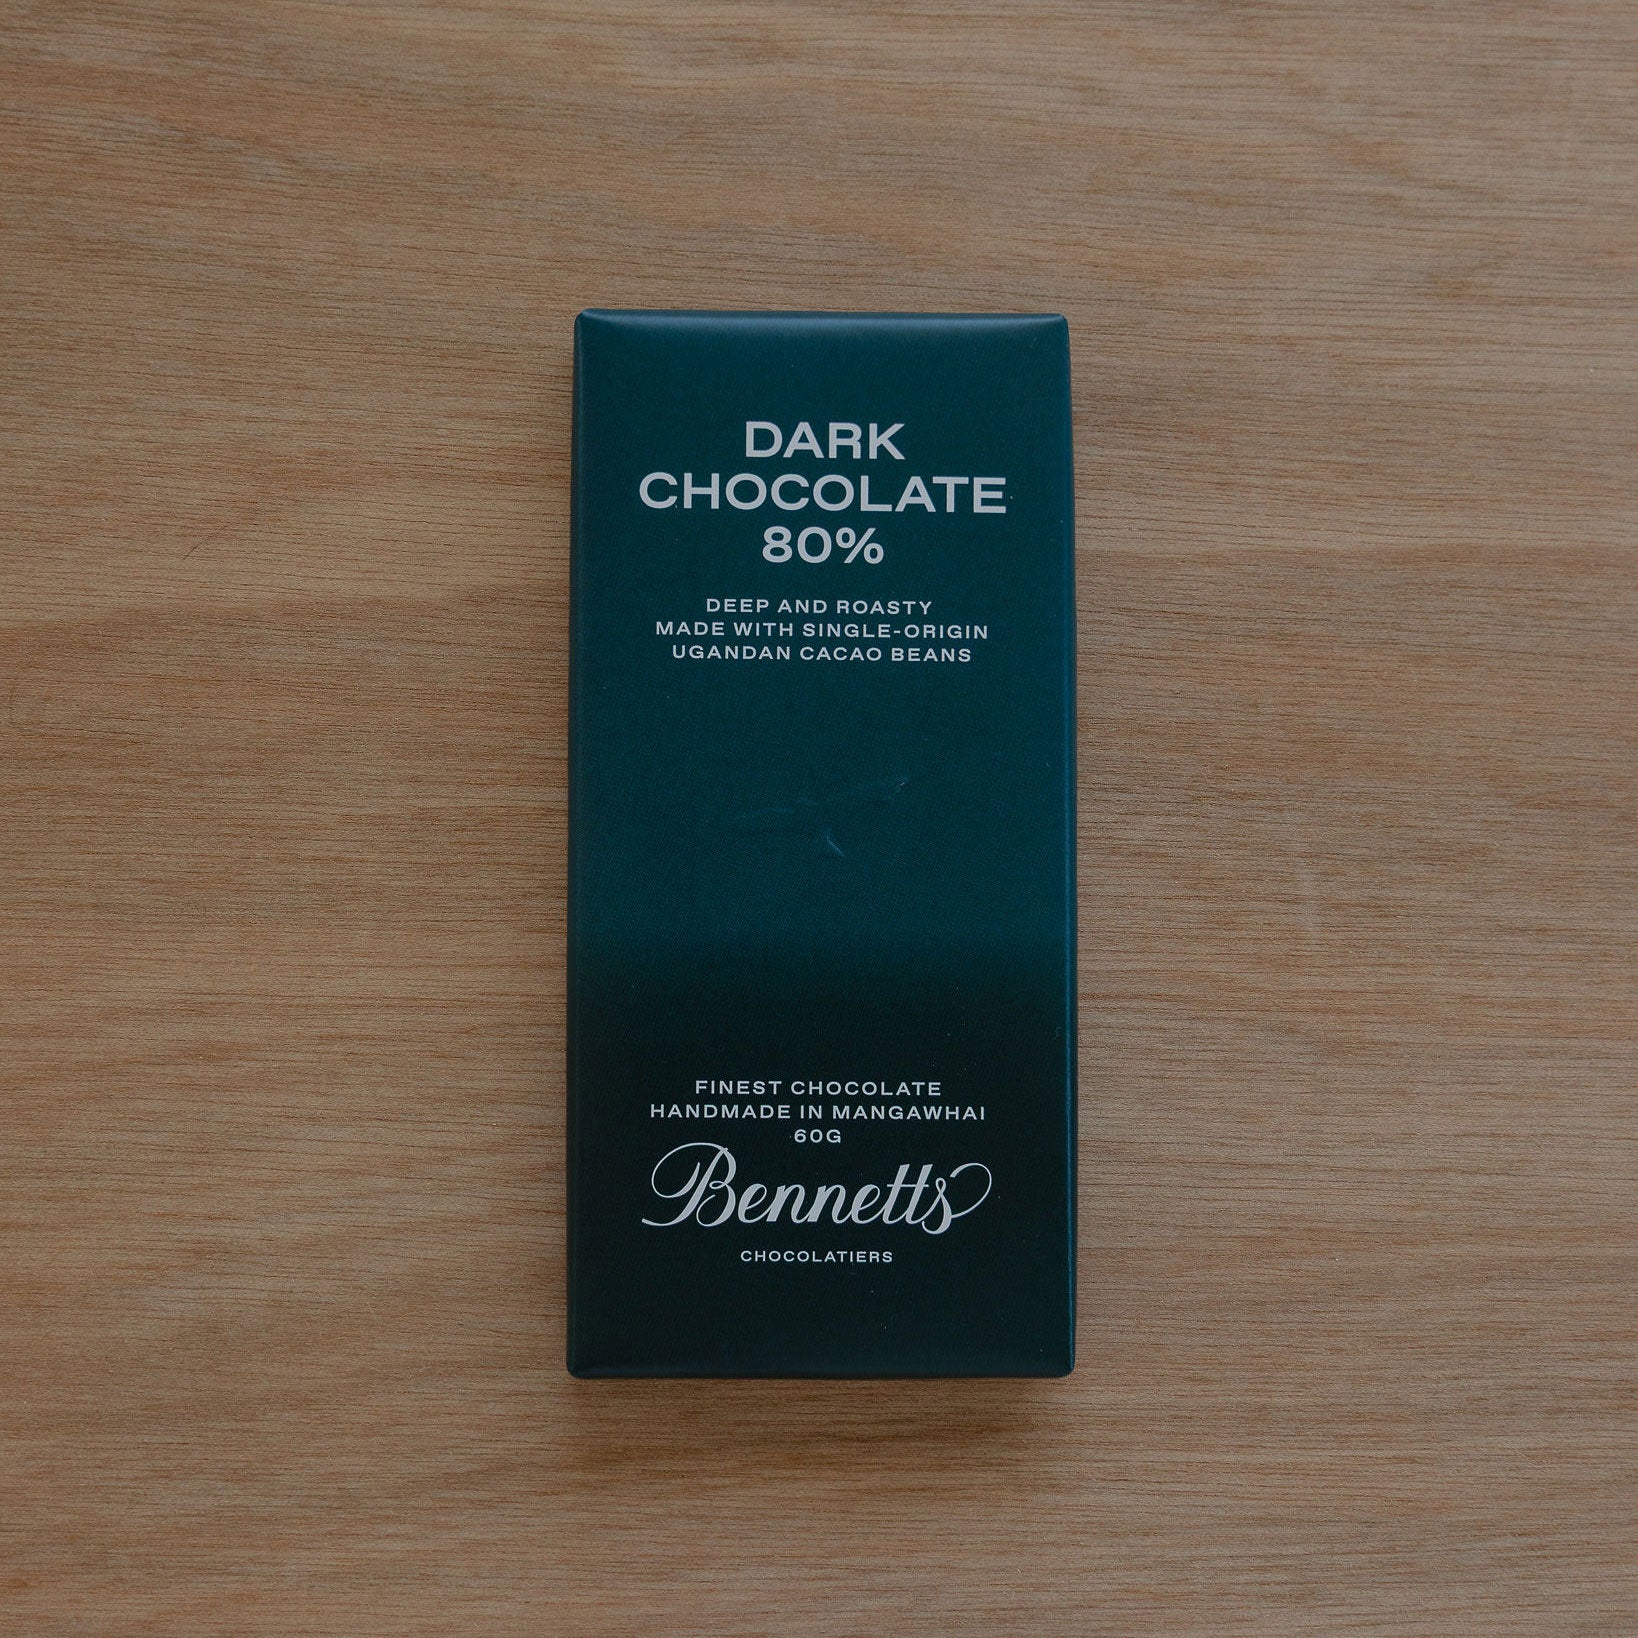 DARK
CHOCOLATE
80%
DEEP AND ROASTY
MADE WITH SINGLE-ORIGIN
UGANDAN CACAO BEANS
FINEST CHOCOLATE
HANDMADE IN MANGAWHAI
60G
Bennetts
CHOCOLATIERS